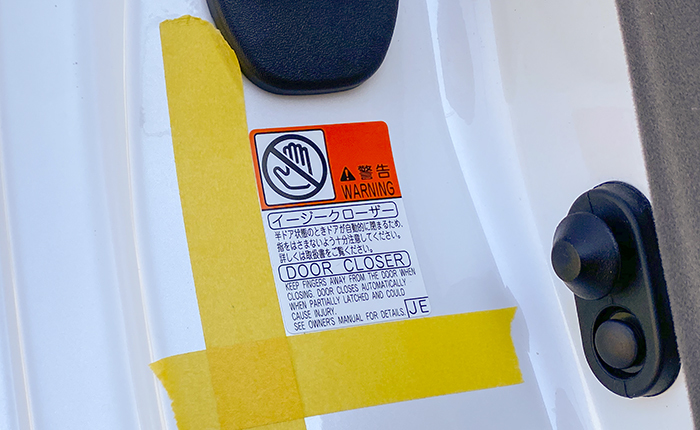 警告
WARNING
イージークローザー
半ドア状態のときドアが自動的に閉まるため、
指をはさまないよう十分注意してください。
詳しくは取扱書をご覧ください。
DOOR CLOSER
KEEP FINGERS AWAY FROM THE DOOR WHEN
CLOSING. DOOR CLOSES AUTOMATICALLY
WHEN PARTIALLY LATCHED AND COULD
CAUSE INJURY.
SEE OWNER'S MANUAL FOR DETAILS.
JE